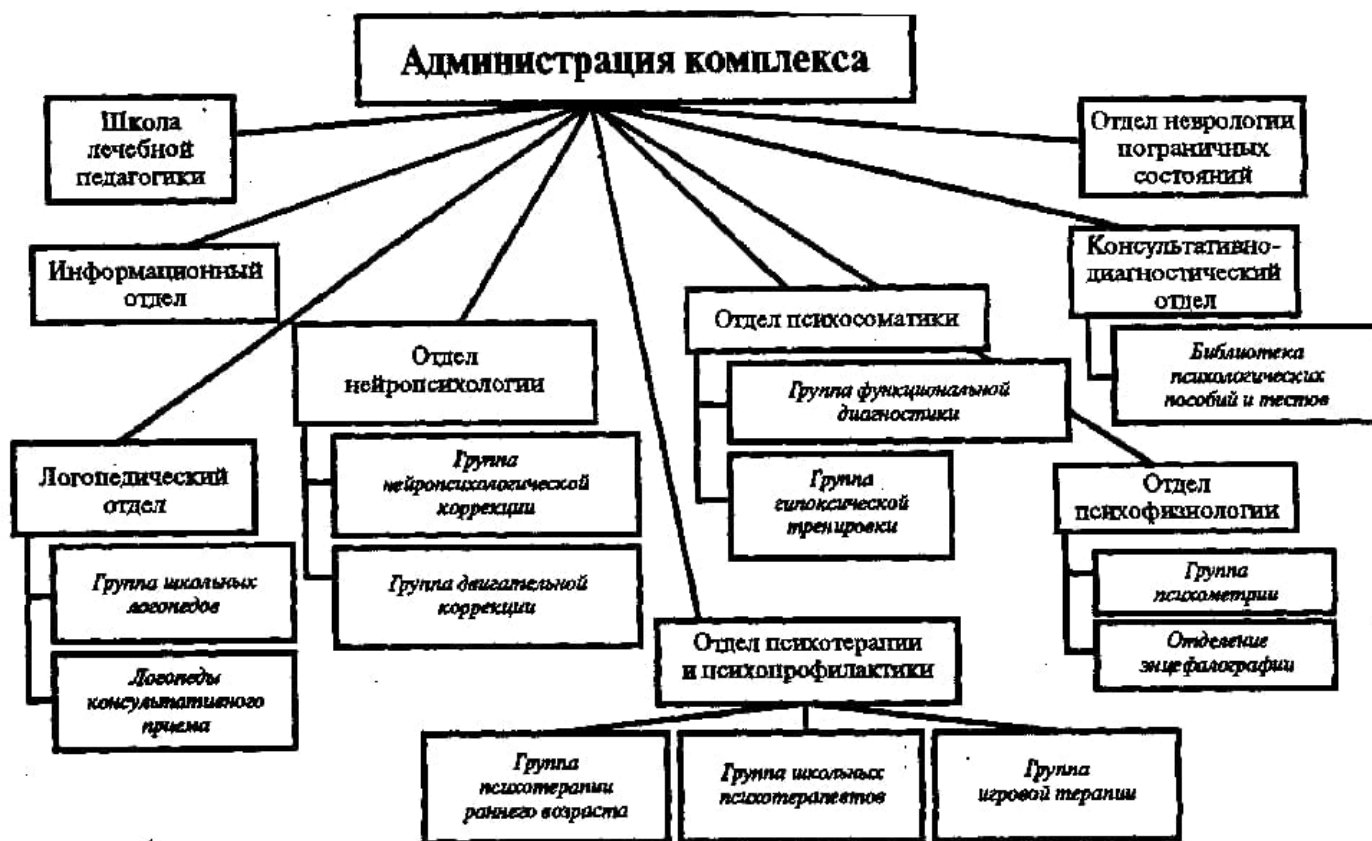 Администрация комплекса
Школа
лечебной
педагогики
Отдел неврологии
пограничных
состояний
Информационный
отдел
Консультативно-
диагностический
отдел
Библиотека
психологических
пособий и тестов
Отдел психосоматики
Группа функциональной
диагностики
Группа
гипоксической
тренировки
Отдел
нейропсихологии
Группа
нейропсихологической
коррекции
Группа двигательной
коррекции
Логопедический
отдел
Группа школьных
логопедов
Логопеды
консультативного
приема
Отдел
психофизиологии
Группа
психометрии
Отделение
энцефалографии
Отдел психотерапии
и психопрофилактики
Группа
психотерапии
раннего возраста
Группа школьных
психотерапевтов
Группа
игровой терапии